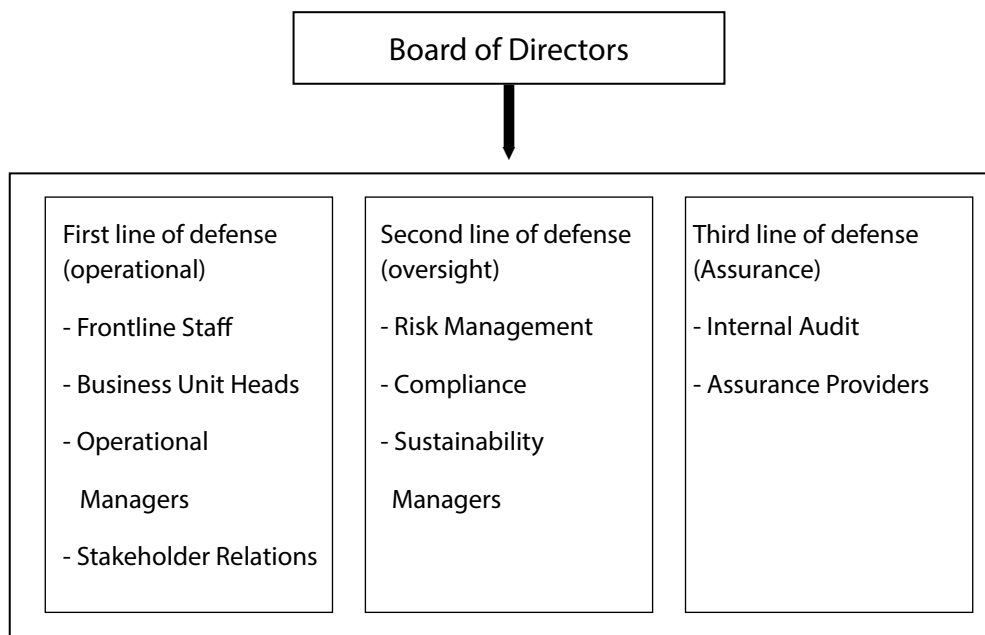 Board of Directors
First line of defense
(operational)
- Frontline Staff
- Business Unit Heads
- Operational
Managers
- Stakeholder Relations
Second line of defense
(oversight)
- Risk Management
- Compliance
- Sustainability
Managers
Third line of defense
(Assurance)
- Internal Audit
- Assurance Providers